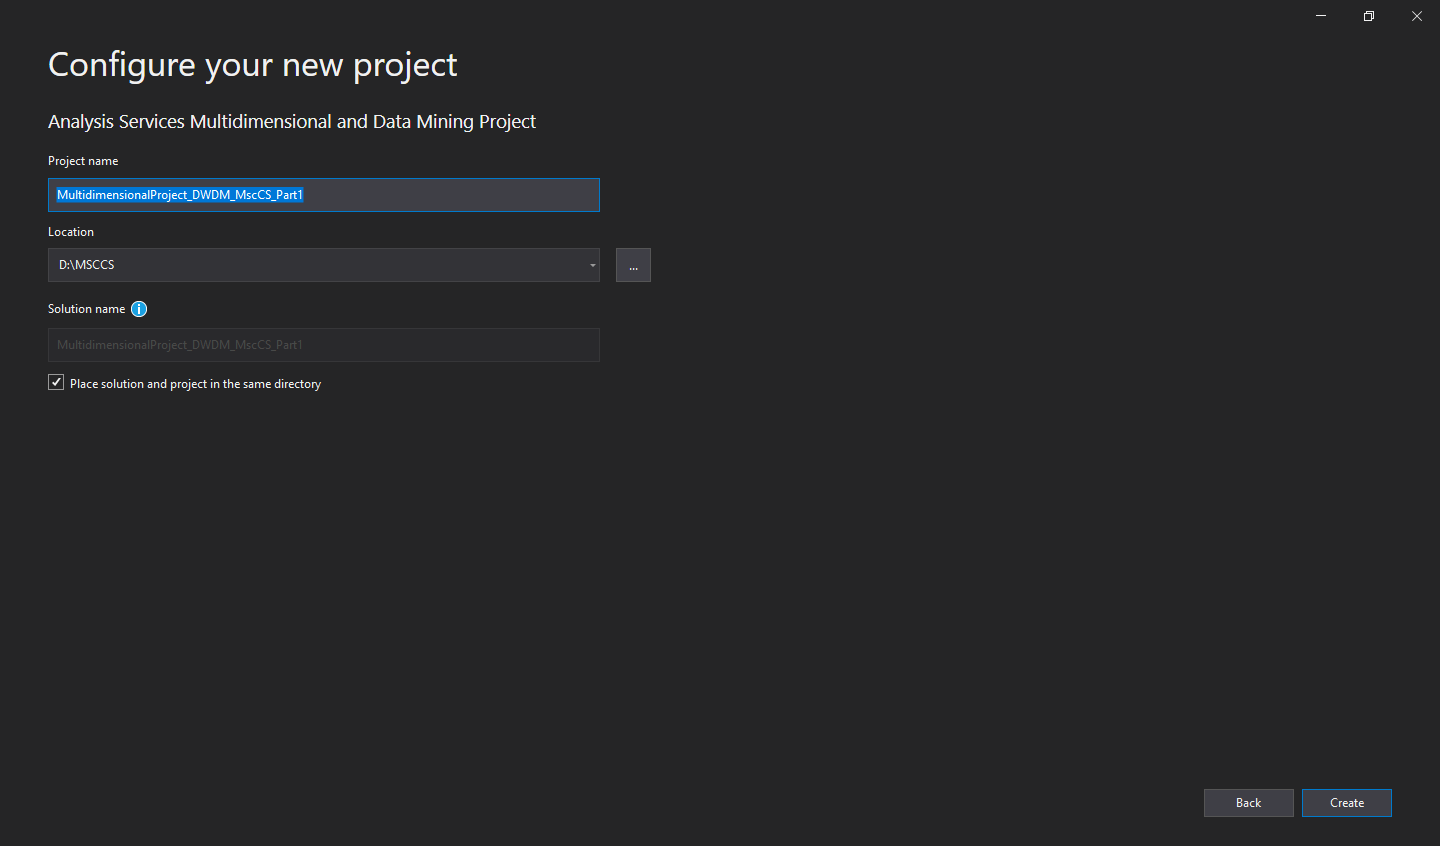 Configure your new project
Analysis Services Multidimensional and Data Mining Project
Project name
MultidimensionalProject_DWDM_MscCS_Part1
Location
D:\MSCCS
...
Solution name
MultidimensionalProject_DWDM_MscCS_Part1
Place solution and project in the same directory
Back
Create